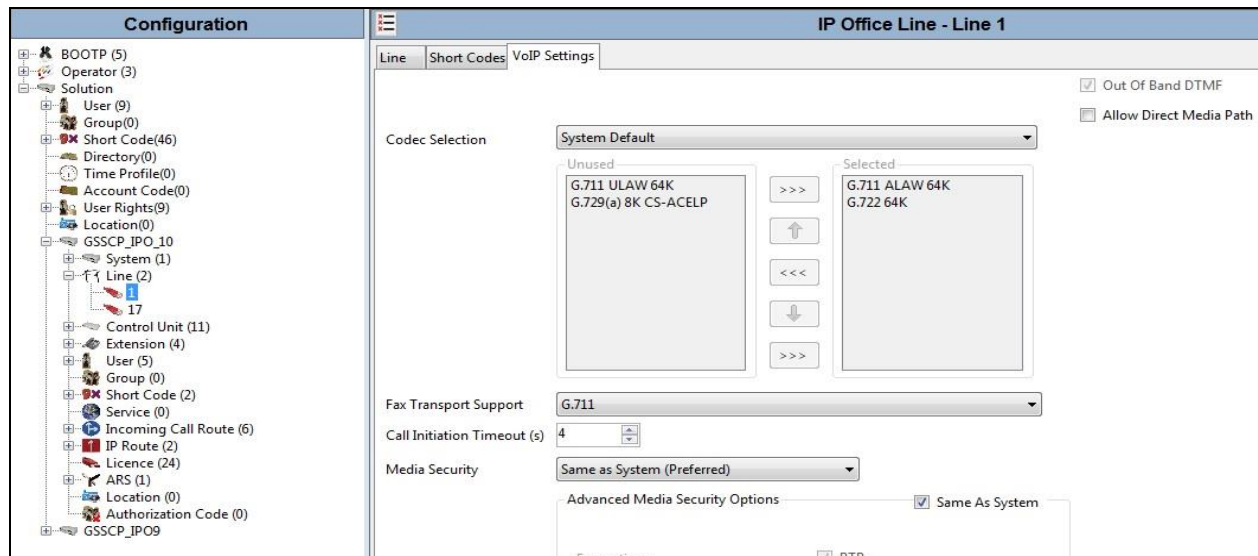 Configuration
BOOTP (5)
Operator (3)
Solution
User (9)
Group(0)
Short Code(46)
Directory(0)
Time Profile(0)
Account Code(0)
User Rights(9)
Location(0)
GSSCP_IPO_10
System (1)
Line (2)
1
17
Control Unit (11)
Extension (4)
User (5)
Group (0)
Short Code (2)
Service (0)
Incoming Call Route (6)
IP Route (2)
Licence (24)
ARS (1)
Location (0)
Authorization Code (0)
GSSCP_IPO9
IP Office Line - Line 1
Line Short Codes VoIP Settings
Out Of Band DTMF
Allow Direct Media Path
Codec Selection System Default
Unused Selected
G.711 ULAW 64K >>> G.711 ALAW 64K
G.729(a) 8K CS-ACELP G.722 64K
<<<
>>>
Fax Transport Support G.711
Call Initiation Timeout (s) 4
Media Security Same as System (Preferred)
Advanced Media Security Options Same As System
RTP